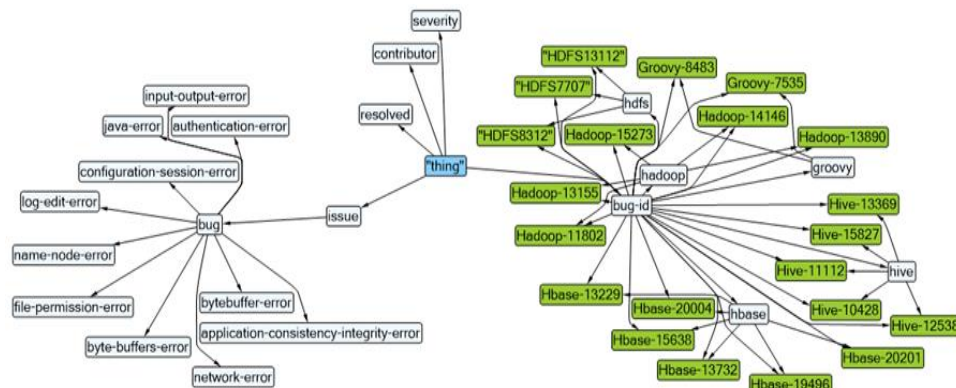 severity
contributor
"HDFS13112"
Groovy-8483
"HDFS7707"
Groovy-7535
input-output-error
hdfs
resolved
Hadoop-14146
java-error
authentication-error
"HDFS8312"
Hadoop-15273
Hadoop-13890
"thing"
groovy
configuration-session-error
hadoop
Hadoop-13155
log-edit-error
bug-id
Hive-13369
issue
bug
Hadoop-11802
Hive-15827
name-node-error
hive
Hive-11112
Hbase-13229
file-permission-error
bytebuffer-error
Hbase-20004
hbase
Hive-10428
Hive-12538
application-consistency-integrity-error
Hbase-15638
byte-buffers-error
Hbase-20201
Hbase-13732
network-error
Hbase-19496